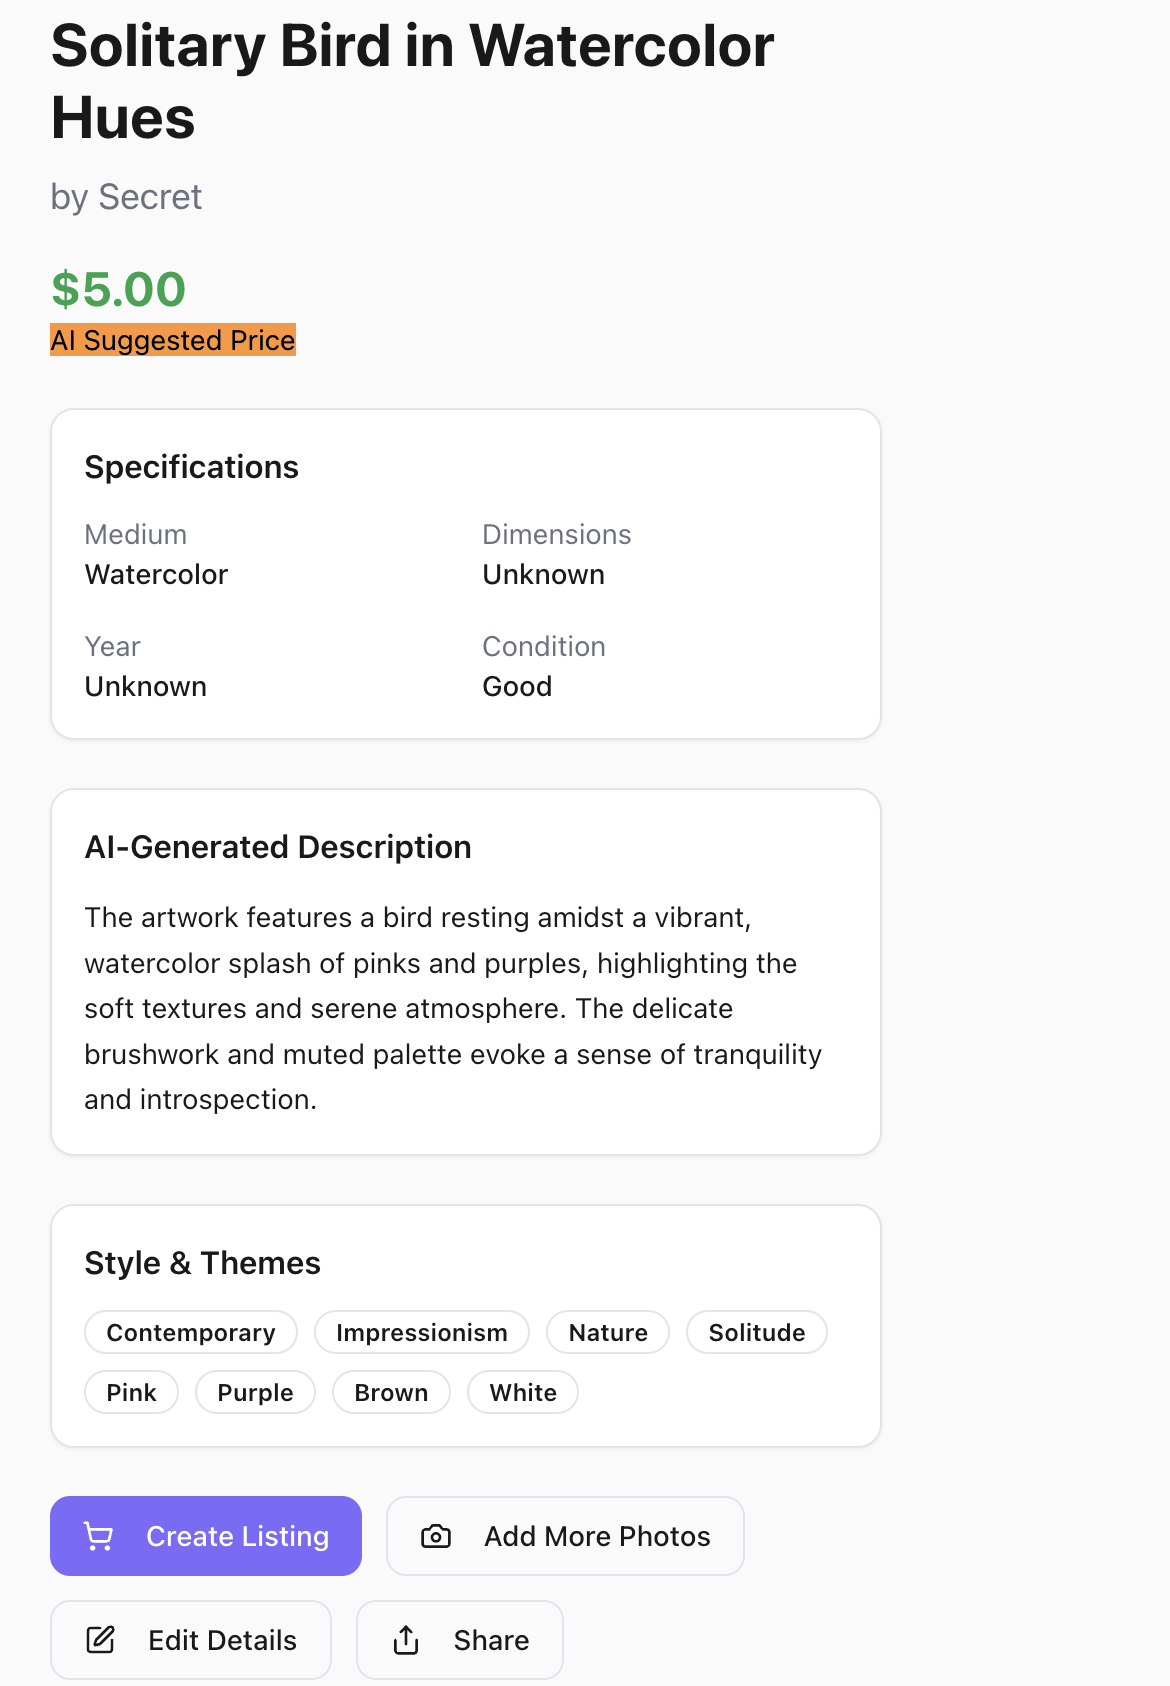 Solitary Bird in Watercolor
Hues
by Secret
$5.00
AI Suggested Price
Specifications
Medium
Watercolor
Dimensions
Unknown
Year
Unknown
Condition
Good
AI-Generated Description
The artwork features a bird resting amidst a vibrant,
watercolor splash of pinks and purples, highlighting the
soft textures and serene atmosphere. The delicate
brushwork and muted palette evoke a sense of tranquility
and introspection.
Style & Themes
Contemporary
Impressionism
Nature
Solitude
Pink
Purple
Brown
White
Create Listing
Add More Photos
Edit Details
Share